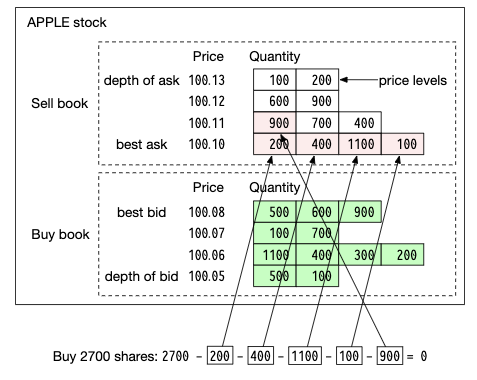 APPLE stock
Price Quantity
depth of ask 100.13 100 200 price levels
100.12 600 900
Sell book
100.11 900 700 400
best ask 100.10 200 400 1100 100
Price Quantity
best bid 100.08 500 600 900
Buy book 100.07 100 700
100.06 1100 400 300 200
depth of bid 100.05 500 100
Buy 2700 shares: 2700 - 200 - 400 - 1100 - 100 - 900 = 0